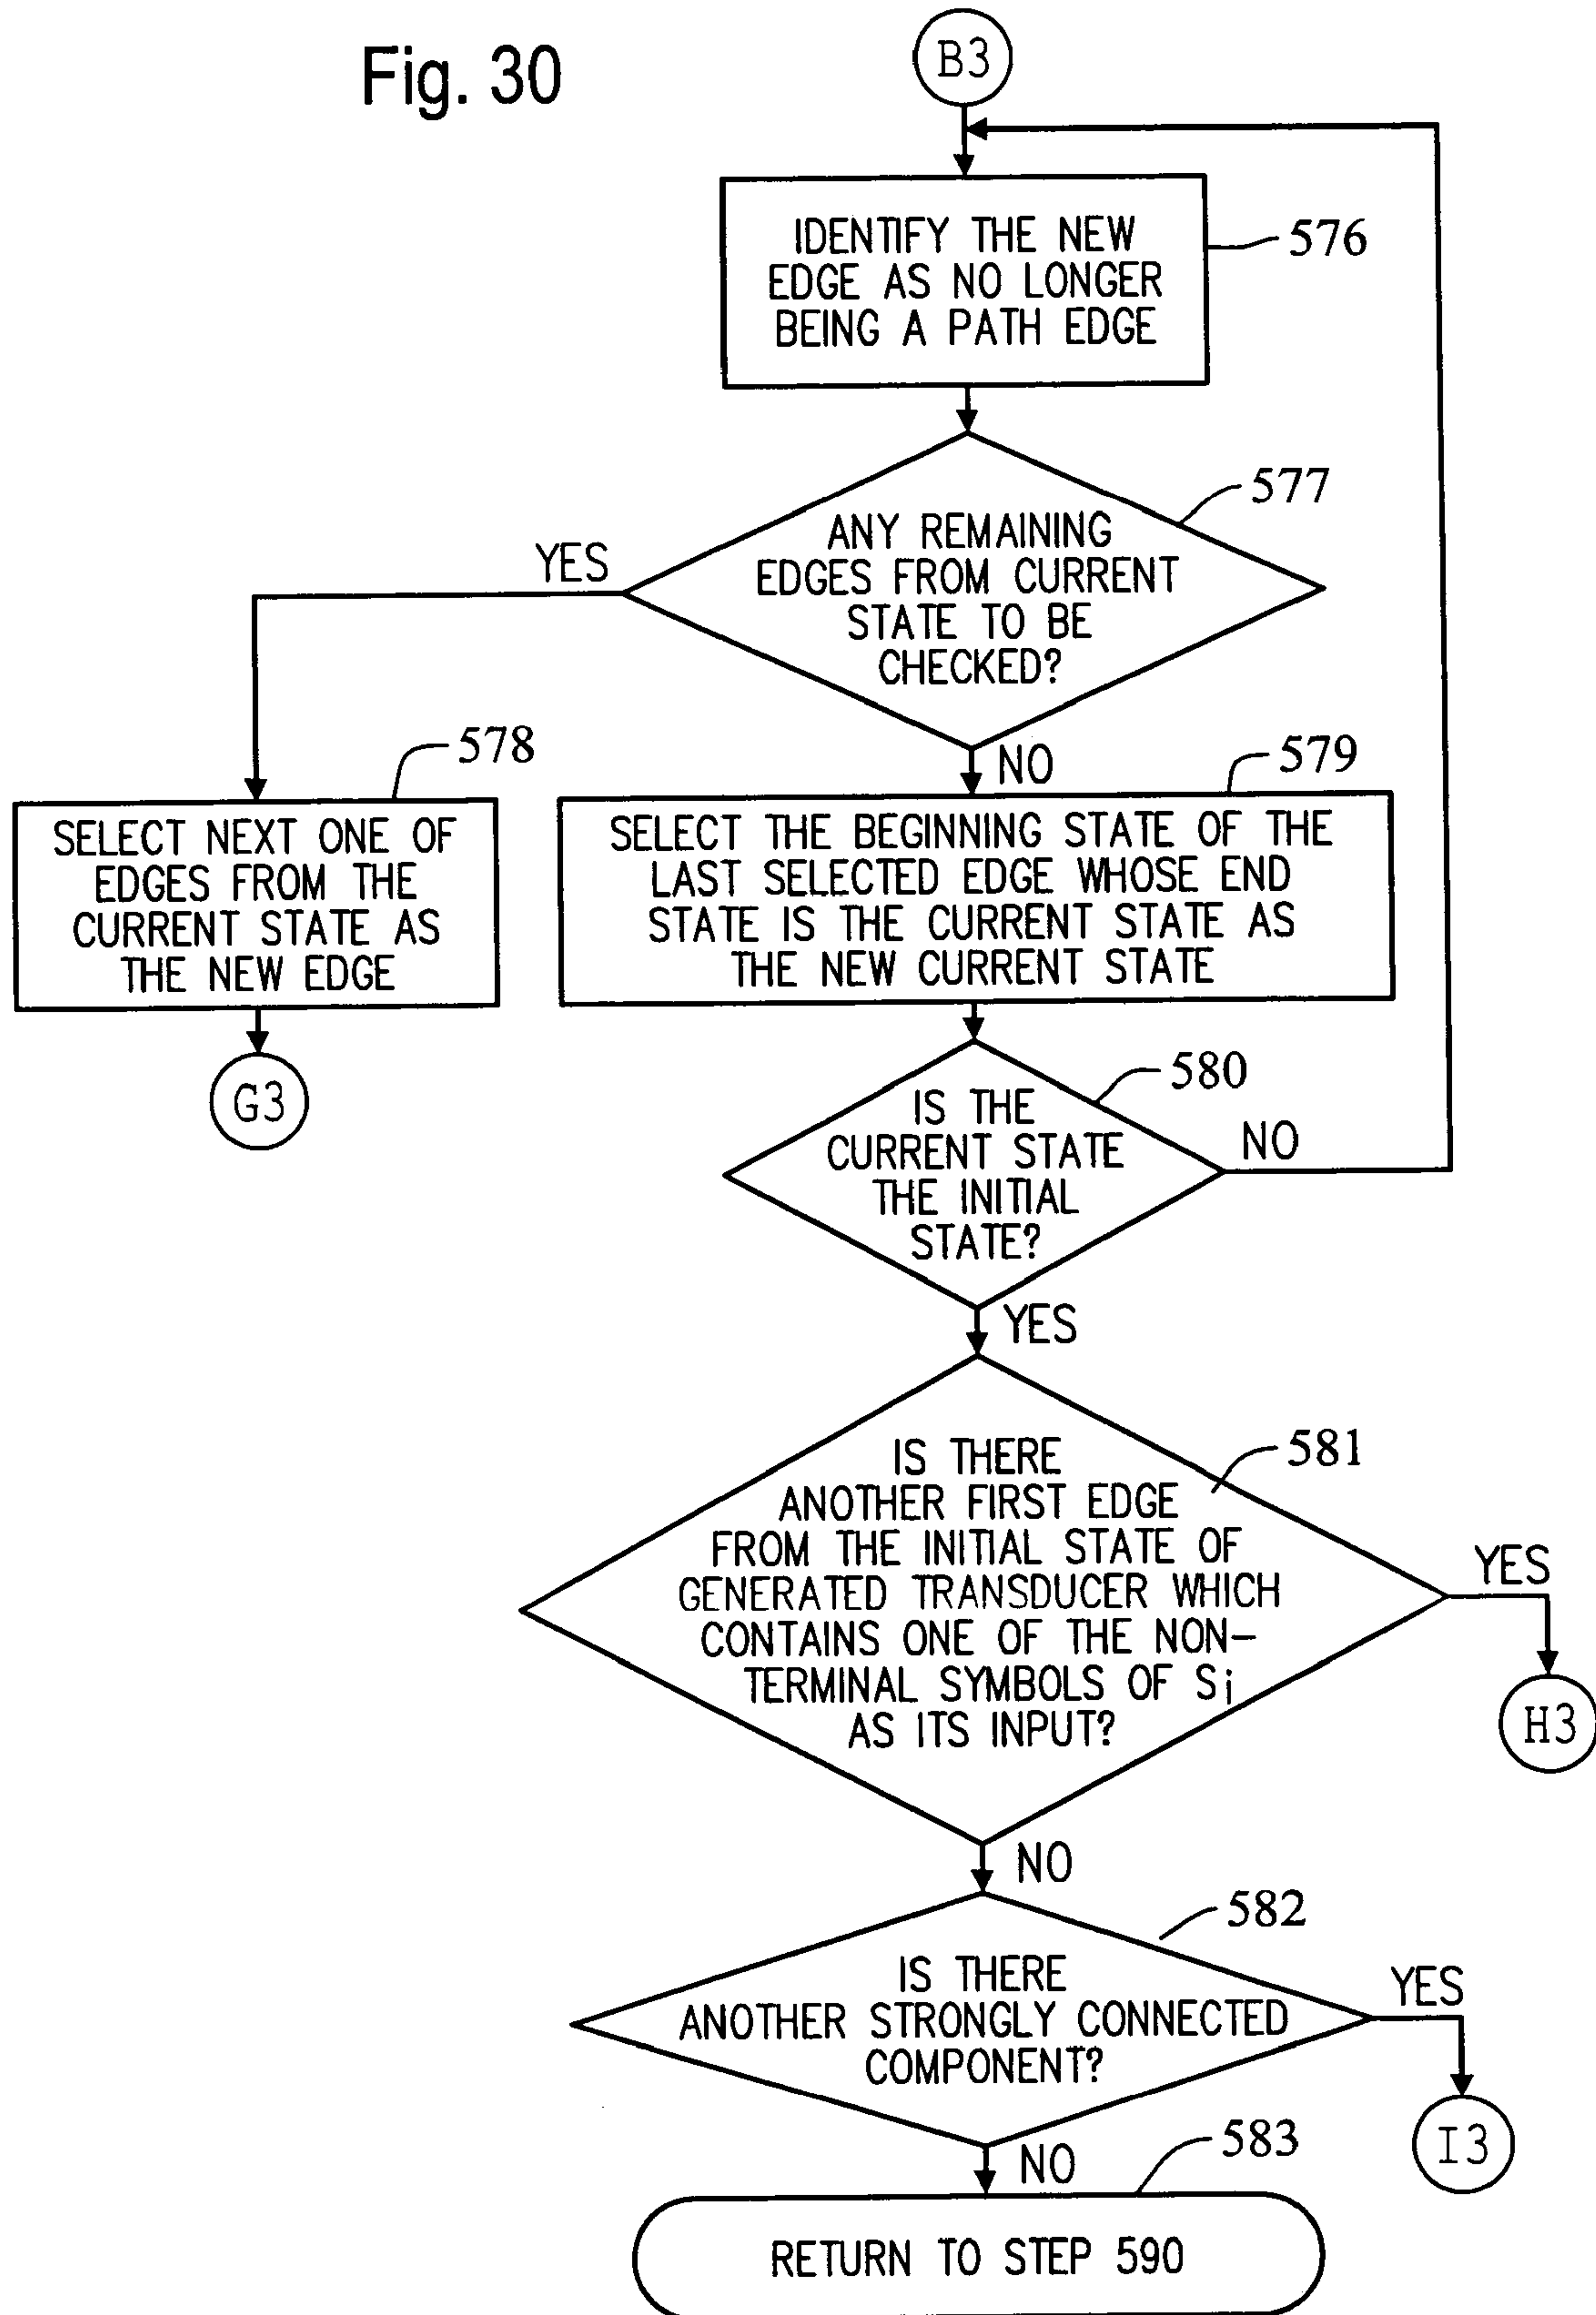 Fig. 30
B3
IDENTIFY THE NEW
EDGE AS NO LONGER
BEING A PATH EDGE
576
577
ANY REMAINING
EDGES FROM CURRENT
STATE TO BE
CHECKED?
YES
NO
578
SELECT NEXT ONE OF
EDGES FROM THE
CURRENT STATE AS
THE NEW EDGE
G3
579
SELECT THE BEGINNING STATE OF THE
LAST SELECTED EDGE WHOSE END
STATE IS THE CURRENT STATE AS
THE NEW CURRENT STATE
580
IS THE
CURRENT STATE
THE INITIAL
STATE?
NO
YES
581
IS THERE
ANOTHER FIRST EDGE
FROM THE INITIAL STATE OF
GENERATED TRANSDUCER WHICH
CONTAINS ONE OF THE NON-
TERMINAL SYMBOLS OF Si
AS ITS INPUT?
YES
H3
NO
582
IS THERE
ANOTHER STRONGLY CONNECTED
COMPONENT?
YES
I3
NO
583
RETURN TO STEP 590